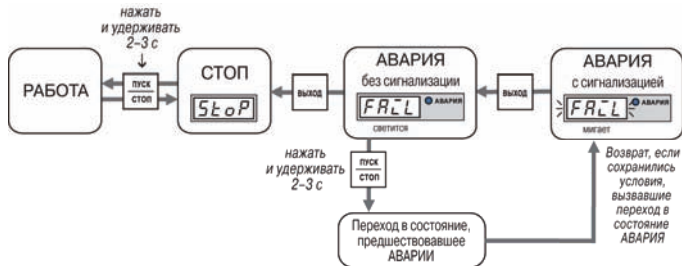 нажать
и удерживать
2–3 с
РАБОТА
ПУСК
СТОП
СТОП
StoP
ВЫХОД
АВАРИЯ
без сигнализации
FAIL
АВАРИЯ
светится
ВЫХОД
АВАРИЯ
с сигнализацией
FAIL
АВАРИЯ
мигает
нажать
и удерживать
2–3 с
ПУСК
СТОП
Переход в состояние,
предшествовавшее
АВАРИИ
Возврат, если
сохранились
условия,
вызвавшие
переход в
состояние
АВАРИЯ